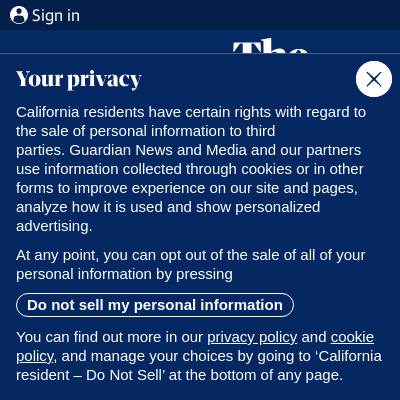 Sign in
The
Your privacy
California residents have certain rights with regard to
the sale of personal information to third
parties. Guardian News and Media and our partners
use information collected through cookies or in other
forms to improve experience on our site and pages,
analyze how it is used and show personalized
advertising.
At any point, you can opt out of the sale of all of your
personal information by pressing
Do not sell my personal information
You can find out more in our privacy policy and cookie
policy, and manage your choices by going to ‘California
resident – Do Not Sell’ at the bottom of any page.